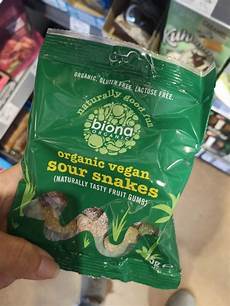 ORGANIC, GLUTEN FREE, LACTOSE FREE.
naturally good fun
biona
ORGANIC
organic vegan
sour snakes
(NATURALLY TASTY FRUIT GUMS)